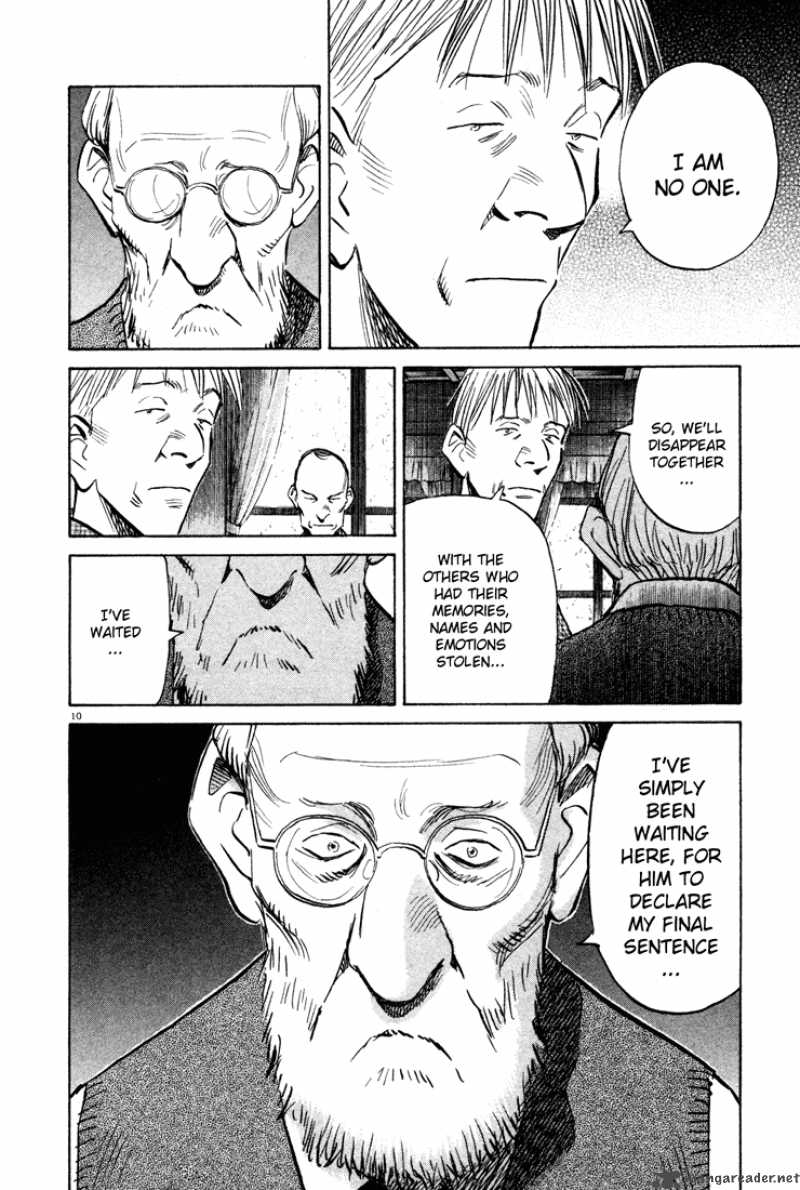 I AM
NO ONE.
SO, WE'LL
DISAPPEAR
TOGETHER
...
WITH THE
OTHERS WHO
HAD THEIR
MEMORIES,
NAMES AND
EMOTIONS
STOLEN...
I'VE
WAITED
...
10
I'VE
SIMPLY
BEEN
WAITING
HERE, FOR
HIM TO
DECLARE
MY FINAL
SENTENCE
...
mangareader.net